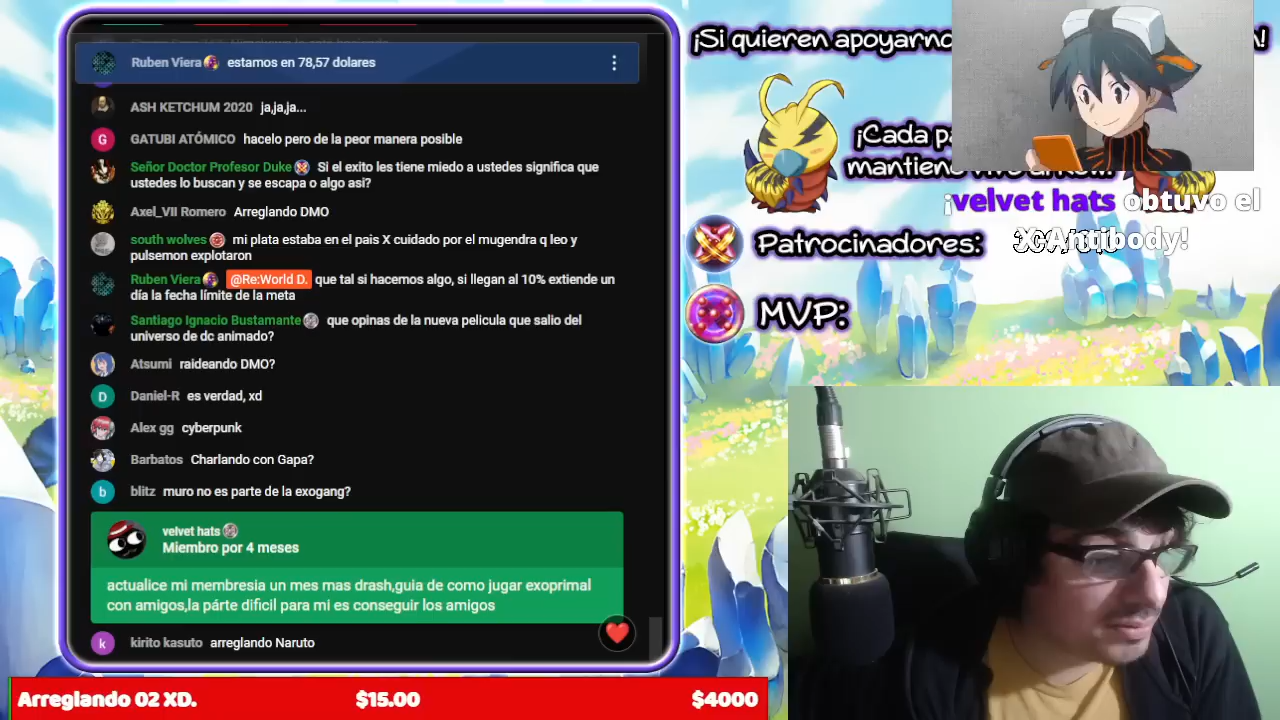 Ruben Viera estamos en 78,57 dolares
ASH KETCHUM 2020 ja,ja,ja...
G GATUBI ATÓMICO hacelo pero de la peor manera posible
Señor Doctor Profesor Duke Si el exito les tiene miedo a ustedes significa que
ustedes lo buscan y se escapa o algo asi?
Axel_VII Romero Arreglando DMO
south wolves mi plata estaba en el pais X cuidado por el mugendra q leo y
pulsemon explotaron
Ruben Viera @Re:World D. que tal si hacemos algo, si llegan al 10% extiende un
día la fecha límite de la meta
Santiago Ignacio Bustamante que opinas de la nueva pelicula que salio del
universo de dc animado?
Atsumi raideando DMO?
D Daniel-R es verdad, xd
Alex gg cyberpunk
Barbatos Charlando con Gapa?
b blitz muro no es parte de la exogang?
velvet hats
Miembro por 4 meses
actualice mi membresia un mes mas drash,guia de como jugar exoprimal
con amigos,la párte dificil para mi es conseguir los amigos
k kirito kasuto arreglando Naruto
Arreglando 02 XD. $15.00 $4000
¡Si quieren apoyarno
¡Cada pa
mantiene
¡velvet hats obtuvo el
X-Antibody!
Patrocinadores:
MVP: